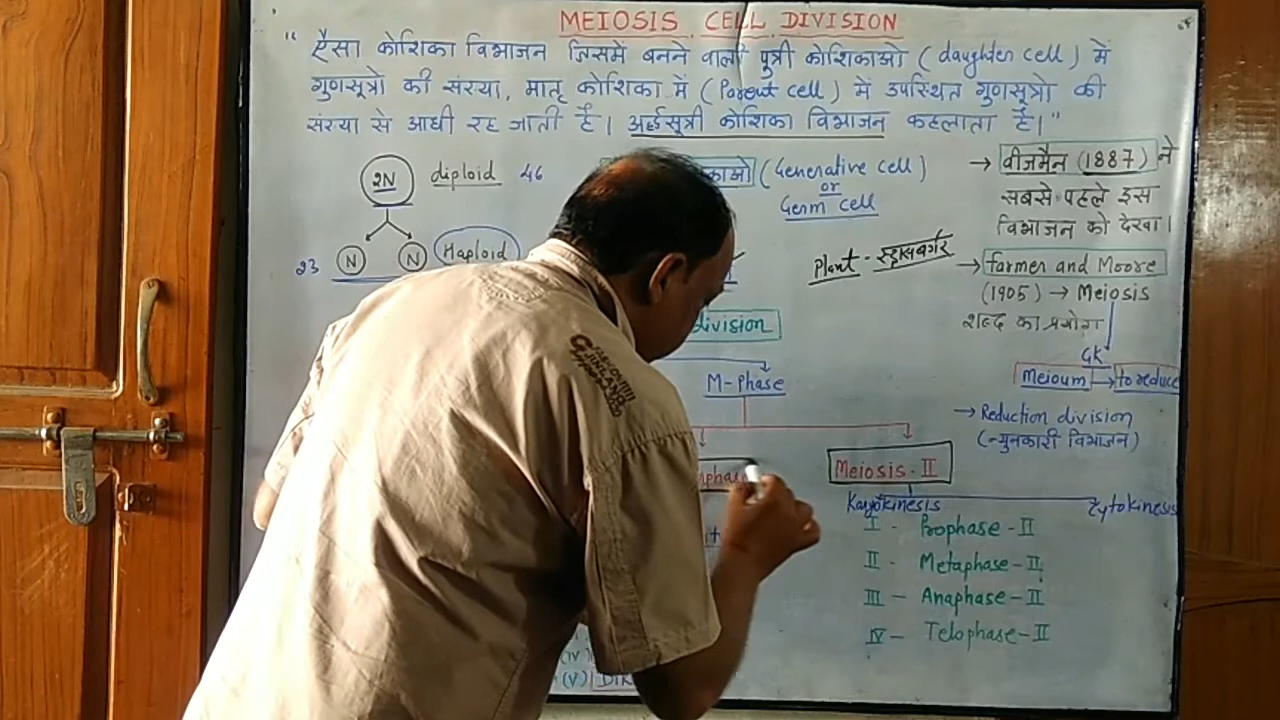 MEIOSIS CELL DIVISION
" ऐसा कोशिका विभाजन जिसमें बनने वाली पुत्री कोशिकाओ (daughter cell) में
गुणसूत्रो की संख्या, मातृ कोशिका में (Parent cell) में उपस्थित गुणसूत्रो की
संख्या से आधी रह जाती हैं। अर्द्धसूत्री कोशिका विभाजन कहलाता हैं।"
2N diploid 46
N N Haploid
23
(Generative cell)
or
Germ cell
Plant - स्ट्रासबर्गर
→ वीजमैन (1887) ने
सबसे पहले इस
विभाजन को देखा।
→ farmer and Moore
(1905) → Meiosis
शब्द का प्रयोग
GK
Meioum → to reduce
→ Reduction division
(न्युनकारी विभाजन)
division
M-Phase
Meiosis-II
Karyokinesis
Cytokinesis
I - Prophase-II
II - Metaphase-II
III - Anaphase-II
IV - Telophase-II
(IV)
(V)